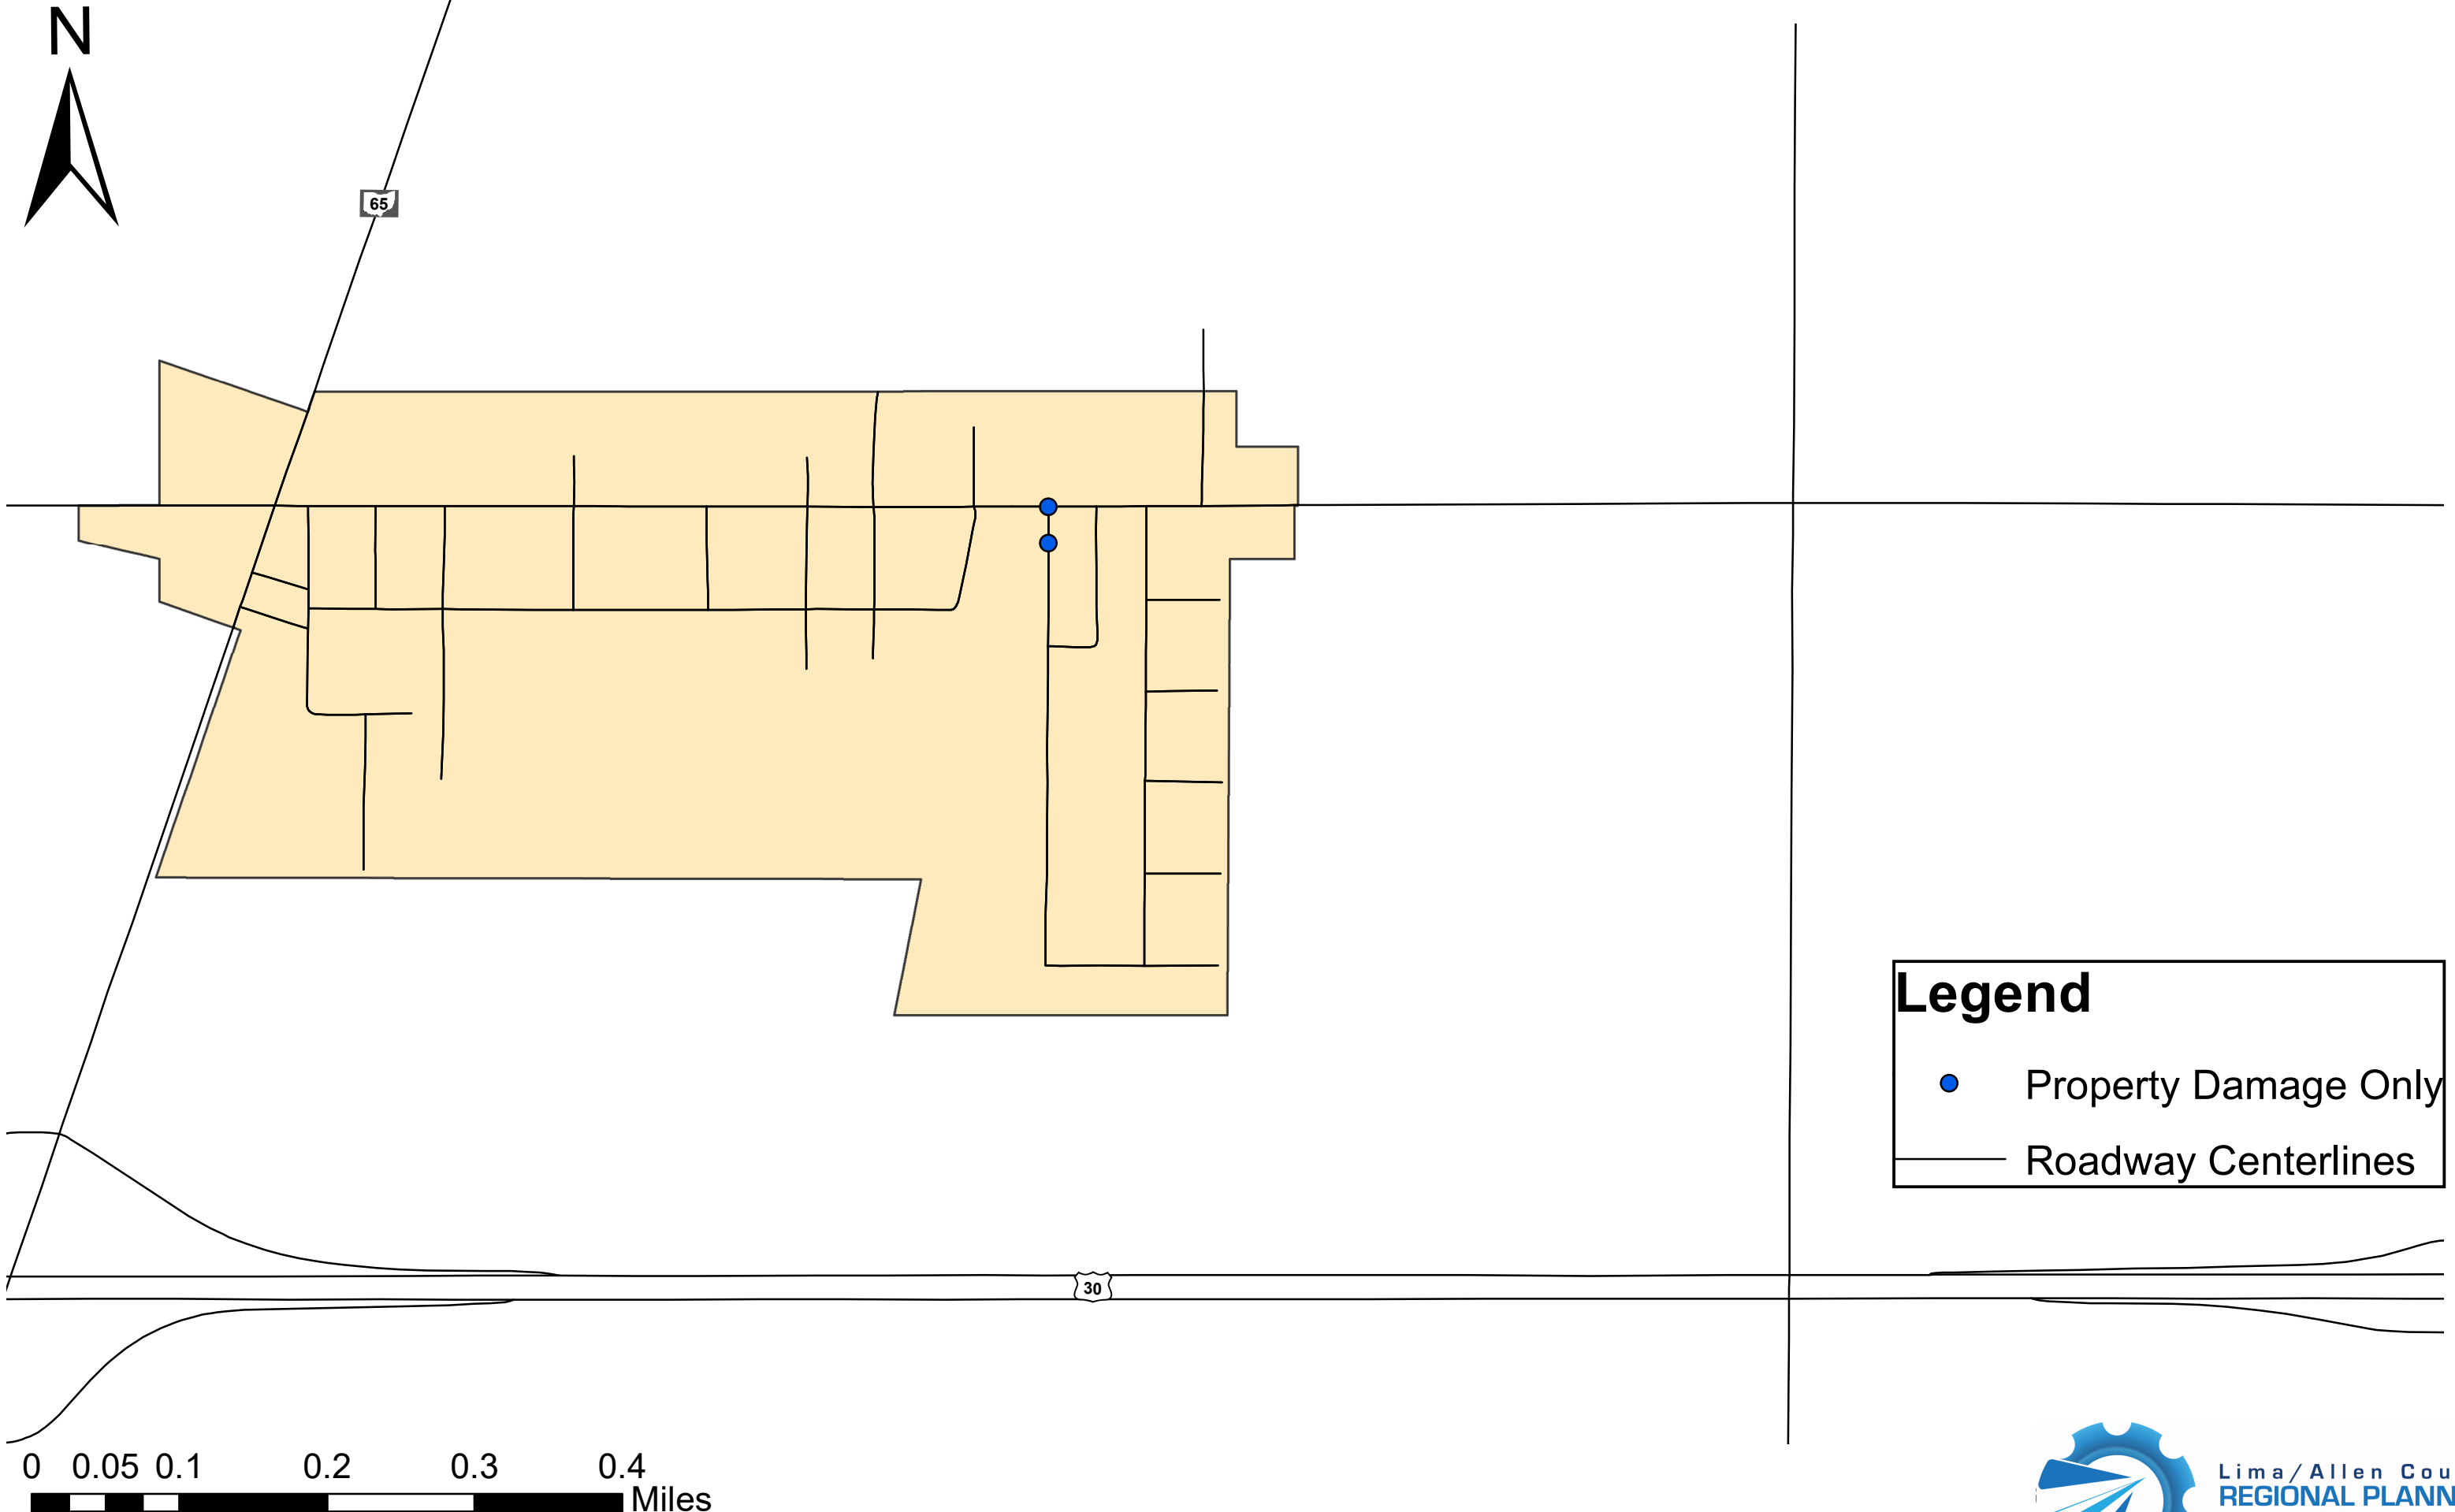 N
65
Legend
Property Damage Only
Roadway Centerlines
30
0 0.05 0.1 0.2 0.3 0.4
Miles
Lima/Allen Cou
REGIONAL PLANN